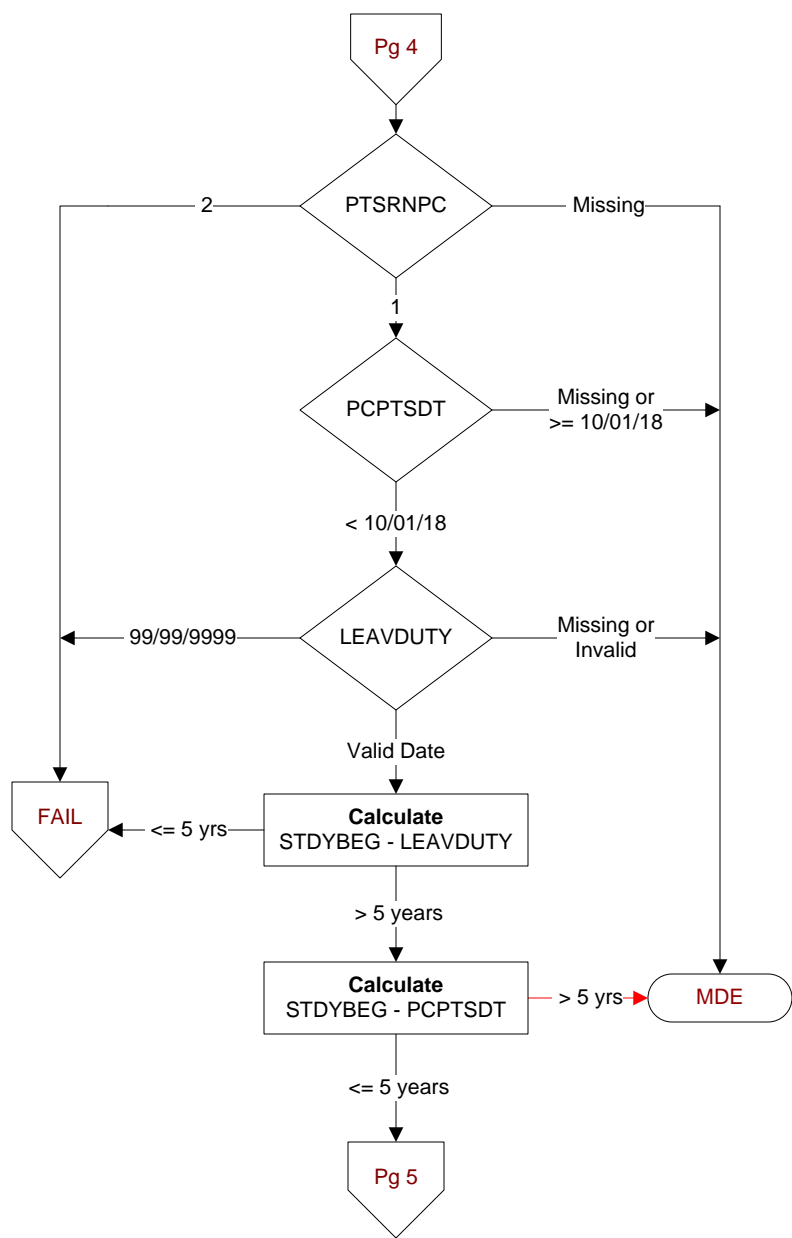 Pg 4
PTSRNPC
2
Missing
1
PCPTSDT
Missing or
>= 10/01/18
< 10/01/18
LEAVDUTY
99/99/9999
Missing or
Invalid
Valid Date
FAIL
<= 5 yrs
Calculate
STDYBEG - LEAVDUTY
> 5 years
Calculate
STDYBEG - PCPTSDT
> 5 yrs
MDE
<= 5 years
Pg 5